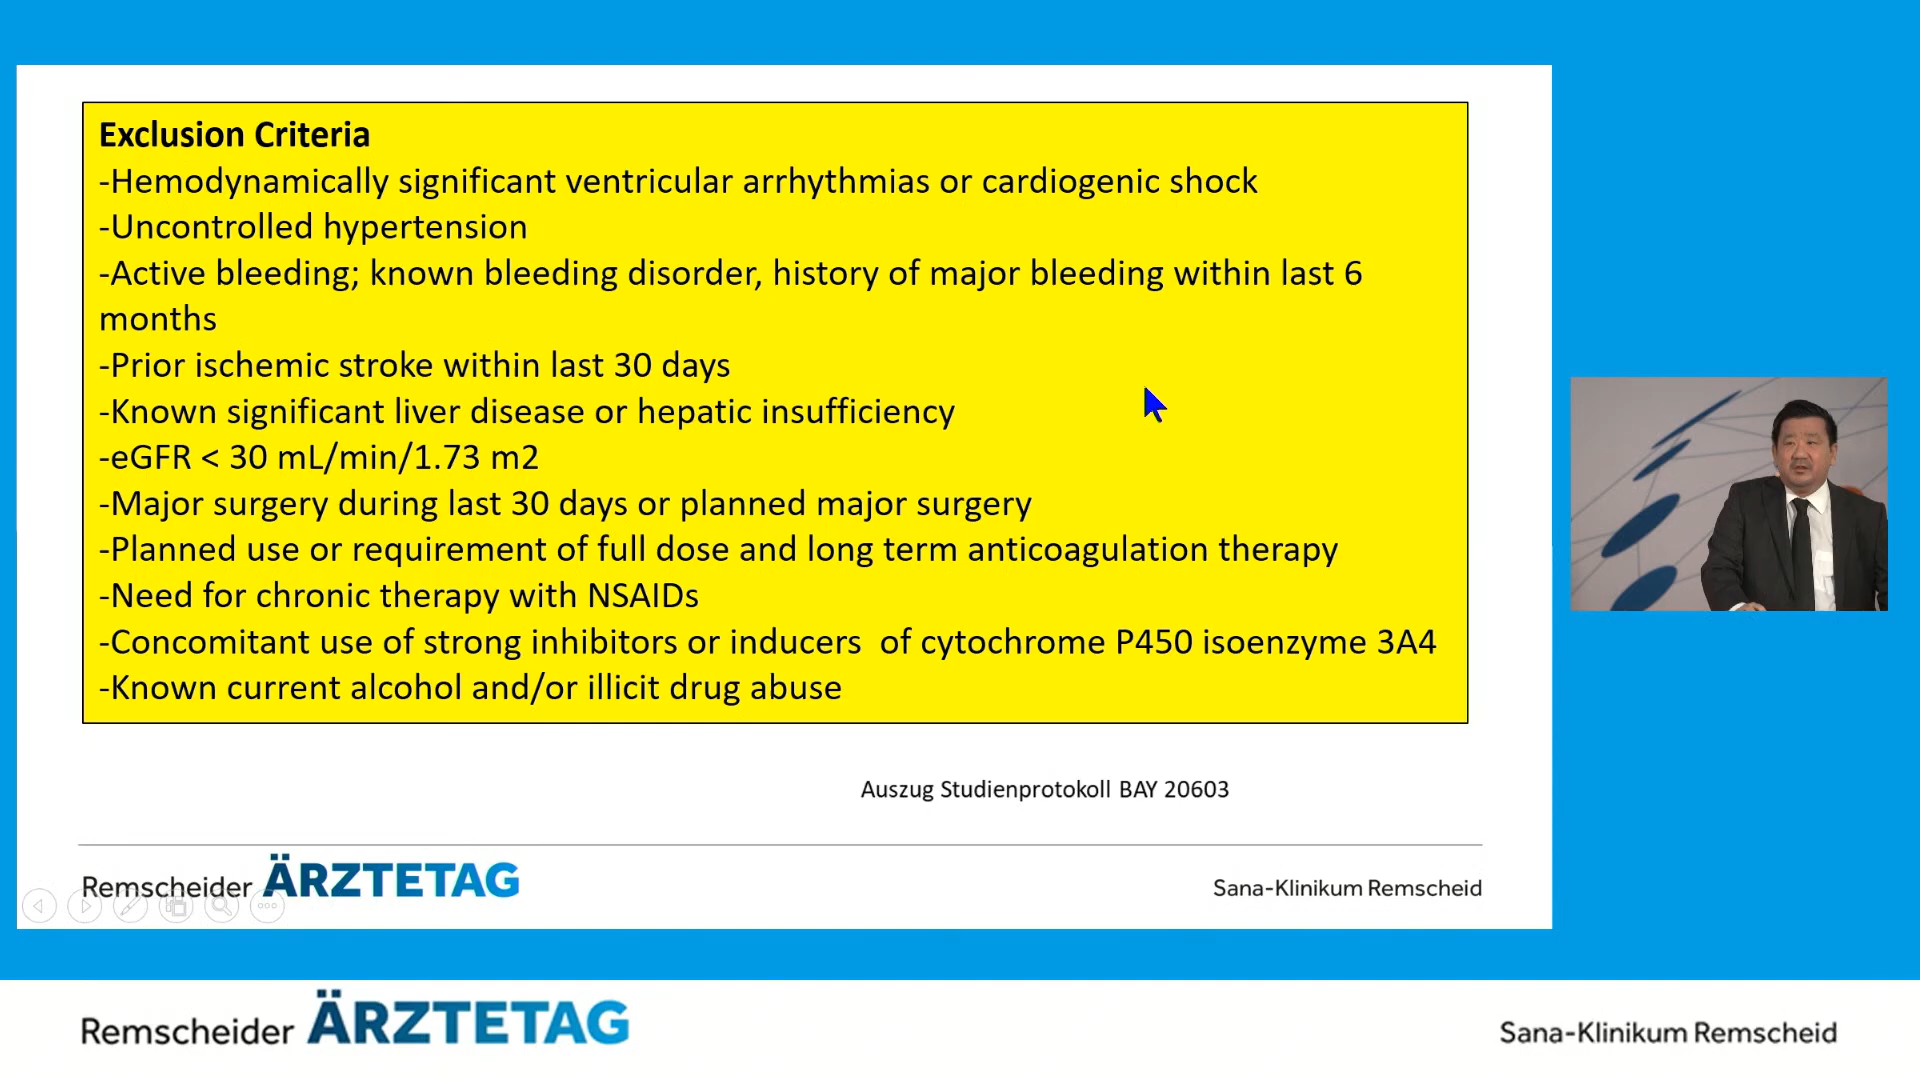 Exclusion Criteria
-Hemodynamically significant ventricular arrhythmias or cardiogenic shock
-Uncontrolled hypertension
-Active bleeding; known bleeding disorder, history of major bleeding within last 6
months
-Prior ischemic stroke within last 30 days
-Known significant liver disease or hepatic insufficiency
-eGFR < 30 mL/min/1.73 m2
-Major surgery during last 30 days or planned major surgery
-Planned use or requirement of full dose and long term anticoagulation therapy
-Need for chronic therapy with NSAIDs
-Concomitant use of strong inhibitors or inducers  of cytochrome P450 isoenzyme 3A4
-Known current alcohol and/or illicit drug abuse
Auszug Studienprotokoll BAY 20603
Remscheider ÄRZTETAG
Sana-Klinikum Remscheid
Remscheider ÄRZTETAG
Sana-Klinikum Remscheid